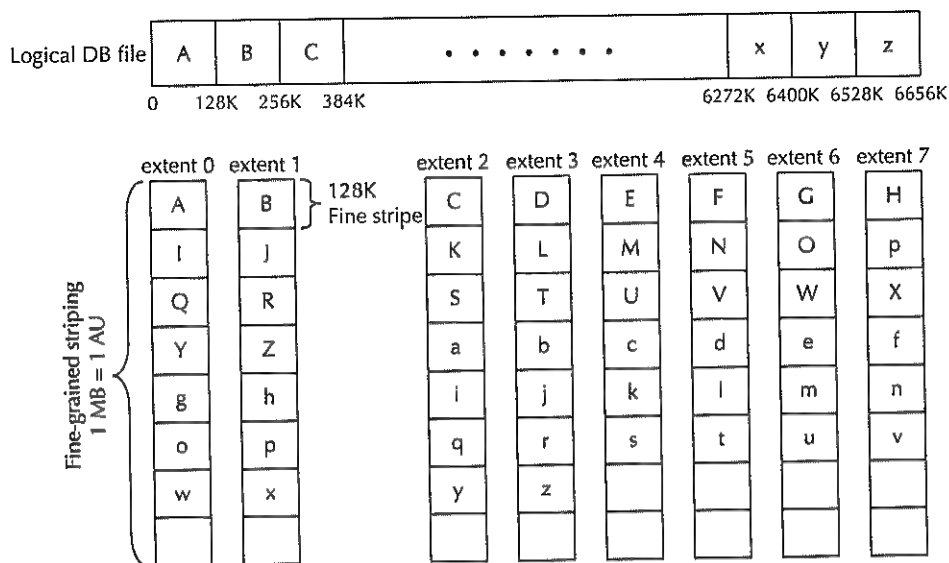 Logical DB file A B C • • • • • • • x y z
0 128K 256K 384K 6272K 6400K 6528K 6656K
extent 0 extent 1 extent 2 extent 3 extent 4 extent 5 extent 6 extent 7
128K
Fine stripe
Fine-grained striping
1 MB = 1 AU
A B C D E F G H
I J K L M N O p
Q R S T U V W X
Y Z a b c d e f
g h i j k l m n
o p q r s t u v
w x y z